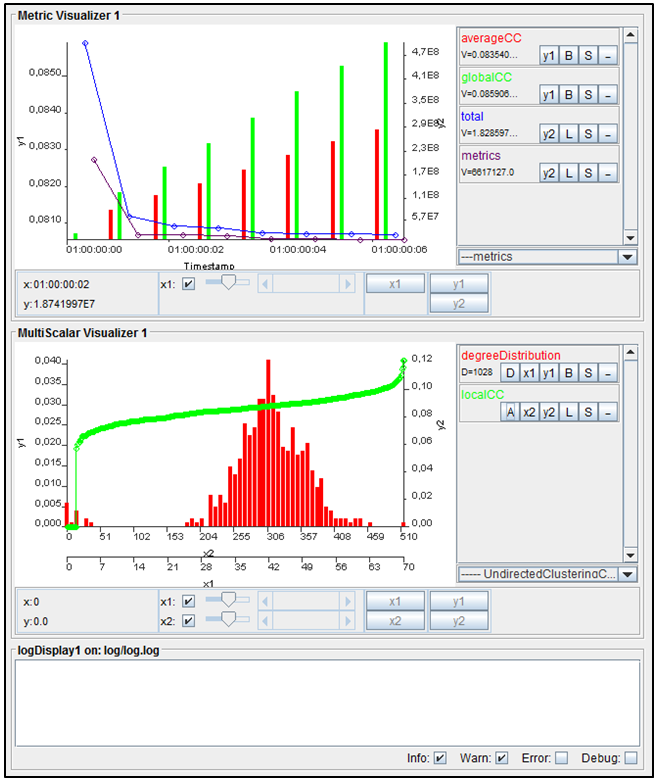 Metric Visualizer 1
0,0850
0,0840
0,0830
0,0820
0,0810
y1
4,7E8
4,1E8
3,5E8
2,9E8
2,3E8
1,7E8
1,1E8
5,7E7
y2
01:00:00:00
01:00:00:02
01:00:00:04
01:00:00:06
Timestamp
averageCC
V=0.083540...
y1 B S –
globalCC
V=0.085906...
y1 B S –
total
V=1.828597...
y2 L S –
metrics
V=6617127.0
y2 L S –
---metrics
x:01:00:00:02
y:1.8741997E7
x1:
x1
y1
y2
MultiScalar Visualizer 1
0,040
0,035
0,030
0,025
0,020
0,015
0,010
0,005
0,000
y1
0,12
0,10
0,08
0,06
0,04
0,02
0,00
y2
0 51 102 153 204 255 306 357 408 459 510
x2
0 7 14 21 28 35 42 49 56 63 70
x1
degreeDistribution
D=1028 D x1 y1 B S –
localCC
A x2 y2 L S –
----- UndirectedClusteringC...
x:0
y:0.0
x1:
x2:
x1 y1
x2 y2
logDisplay1 on: log/log.log
Info: Warn: Error: Debug: